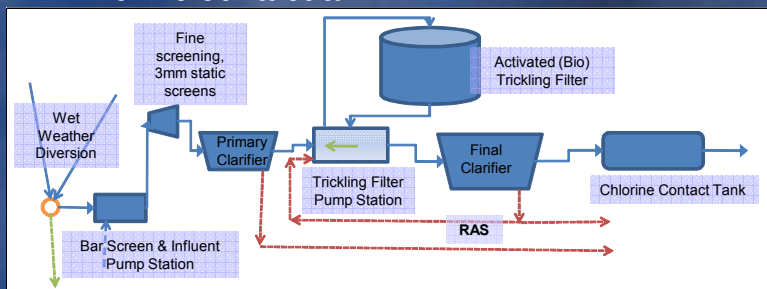 Fine
screening,
3mm static
screens
Activated (Bio)
Trickling Filter
Wet
Weather
Diversion
Primary
Clarifier
Final
Clarifier
Trickling Filter
Pump Station
Chlorine Contact Tank
RAS
Bar Screen & Influent
Pump Station